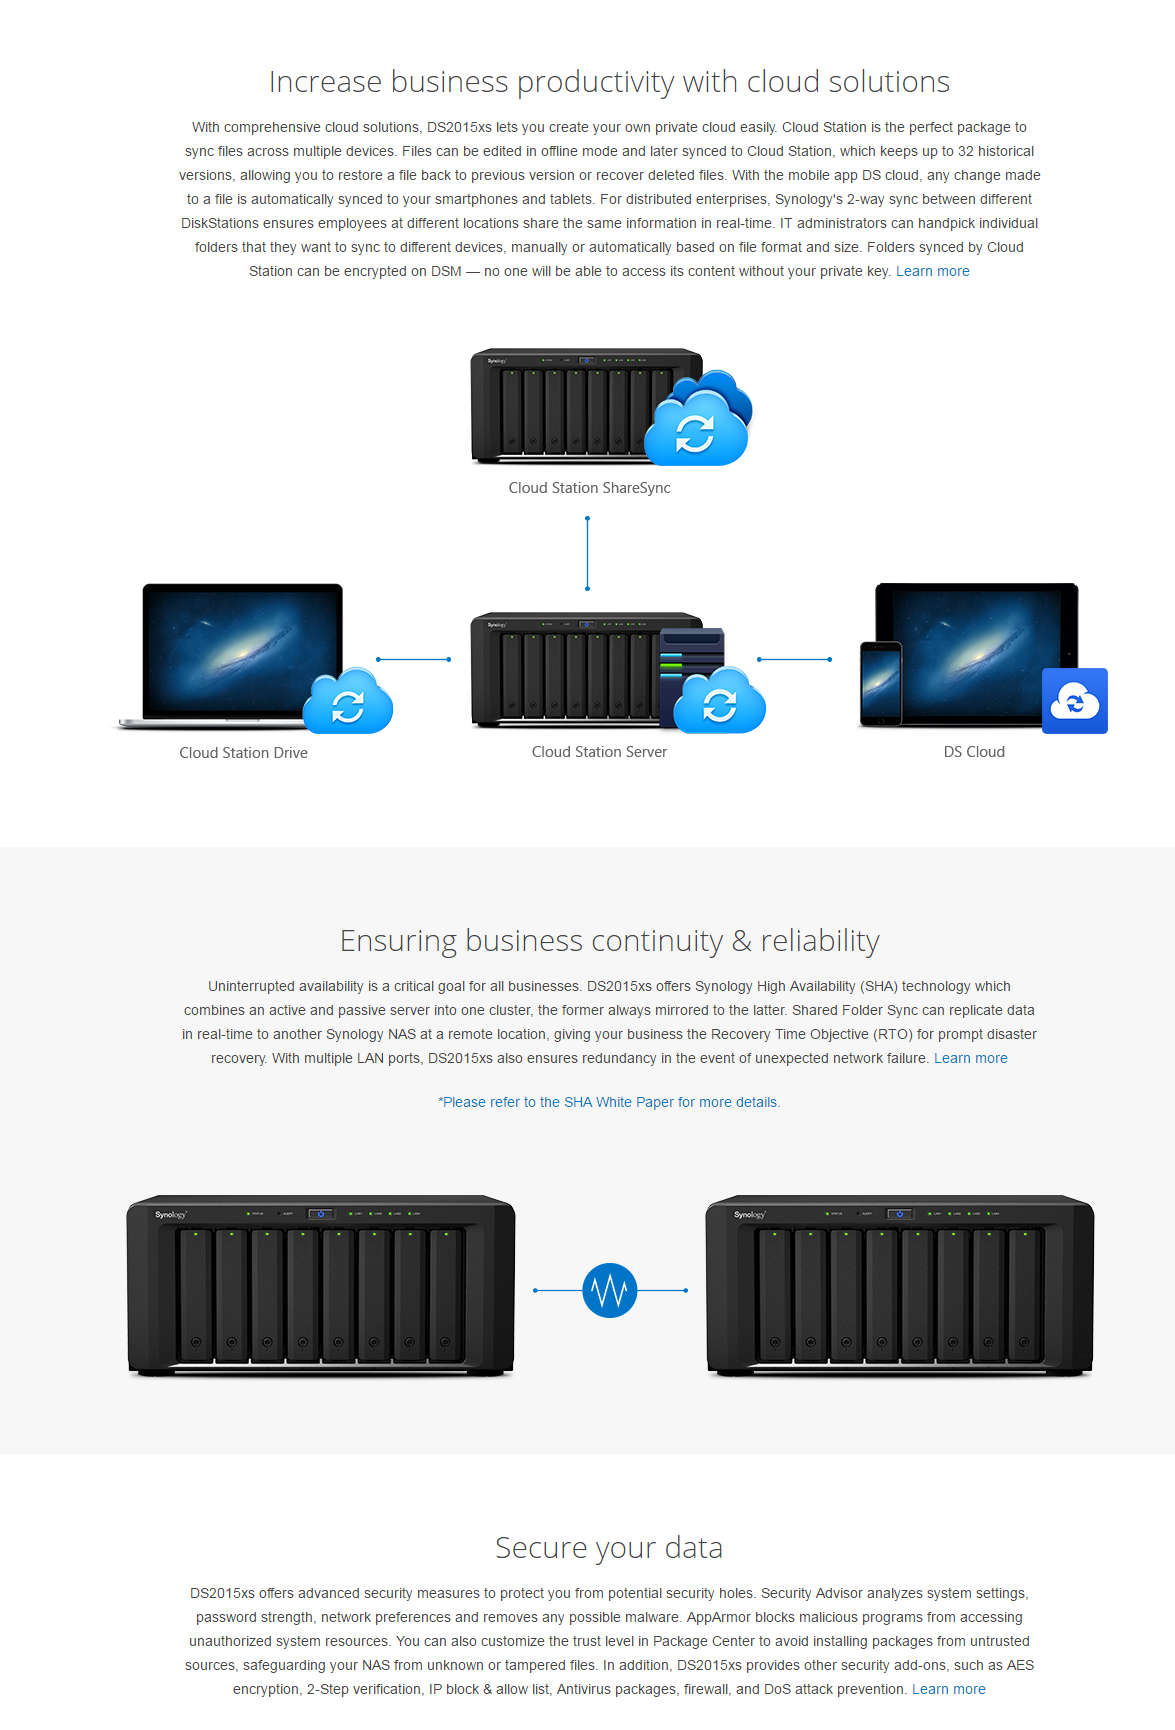 Increase business productivity with cloud solutions
With comprehensive cloud solutions, DS2015xs lets you create your own private cloud easily. Cloud Station is the perfect package to
sync files across multiple devices. Files can be edited in offline mode and later synced to Cloud Station, which keeps up to 32 historical
versions, allowing you to restore a file back to previous version or recover deleted files. With the mobile app DS cloud, any change made
to a file is automatically synced to your smartphones and tablets. For distributed enterprises, Synology's 2-way sync between different
DiskStations ensures employees at different locations share the same information in real-time. IT administrators can handpick individual
folders that they want to sync to different devices, manually or automatically based on file format and size. Folders synced by Cloud
Station can be encrypted on DSM — no one will be able to access its content without your private key. Learn more
Synology
Cloud Station ShareSync
Synology
Cloud Station Drive
Cloud Station Server
DS Cloud
Ensuring business continuity & reliability
Uninterrupted availability is a critical goal for all businesses. DS2015xs offers Synology High Availability (SHA) technology which
combines an active and passive server into one cluster, the former always mirrored to the latter. Shared Folder Sync can replicate data
in real-time to another Synology NAS at a remote location, giving your business the Recovery Time Objective (RTO) for prompt disaster
recovery. With multiple LAN ports, DS2015xs also ensures redundancy in the event of unexpected network failure. Learn more
*Please refer to the SHA White Paper for more details.
Synology STATUS ALERT LAN1 LAN2 LAN3 LAN4
Synology STATUS ALERT LAN1 LAN2 LAN3 LAN4
Secure your data
DS2015xs offers advanced security measures to protect you from potential security holes. Security Advisor analyzes system settings,
password strength, network preferences and removes any possible malware. AppArmor blocks malicious programs from accessing
unauthorized system resources. You can also customize the trust level in Package Center to avoid installing packages from untrusted
sources, safeguarding your NAS from unknown or tampered files. In addition, DS2015xs provides other security add-ons, such as AES
encryption, 2-Step verification, IP block & allow list, Antivirus packages, firewall, and DoS attack prevention. Learn more